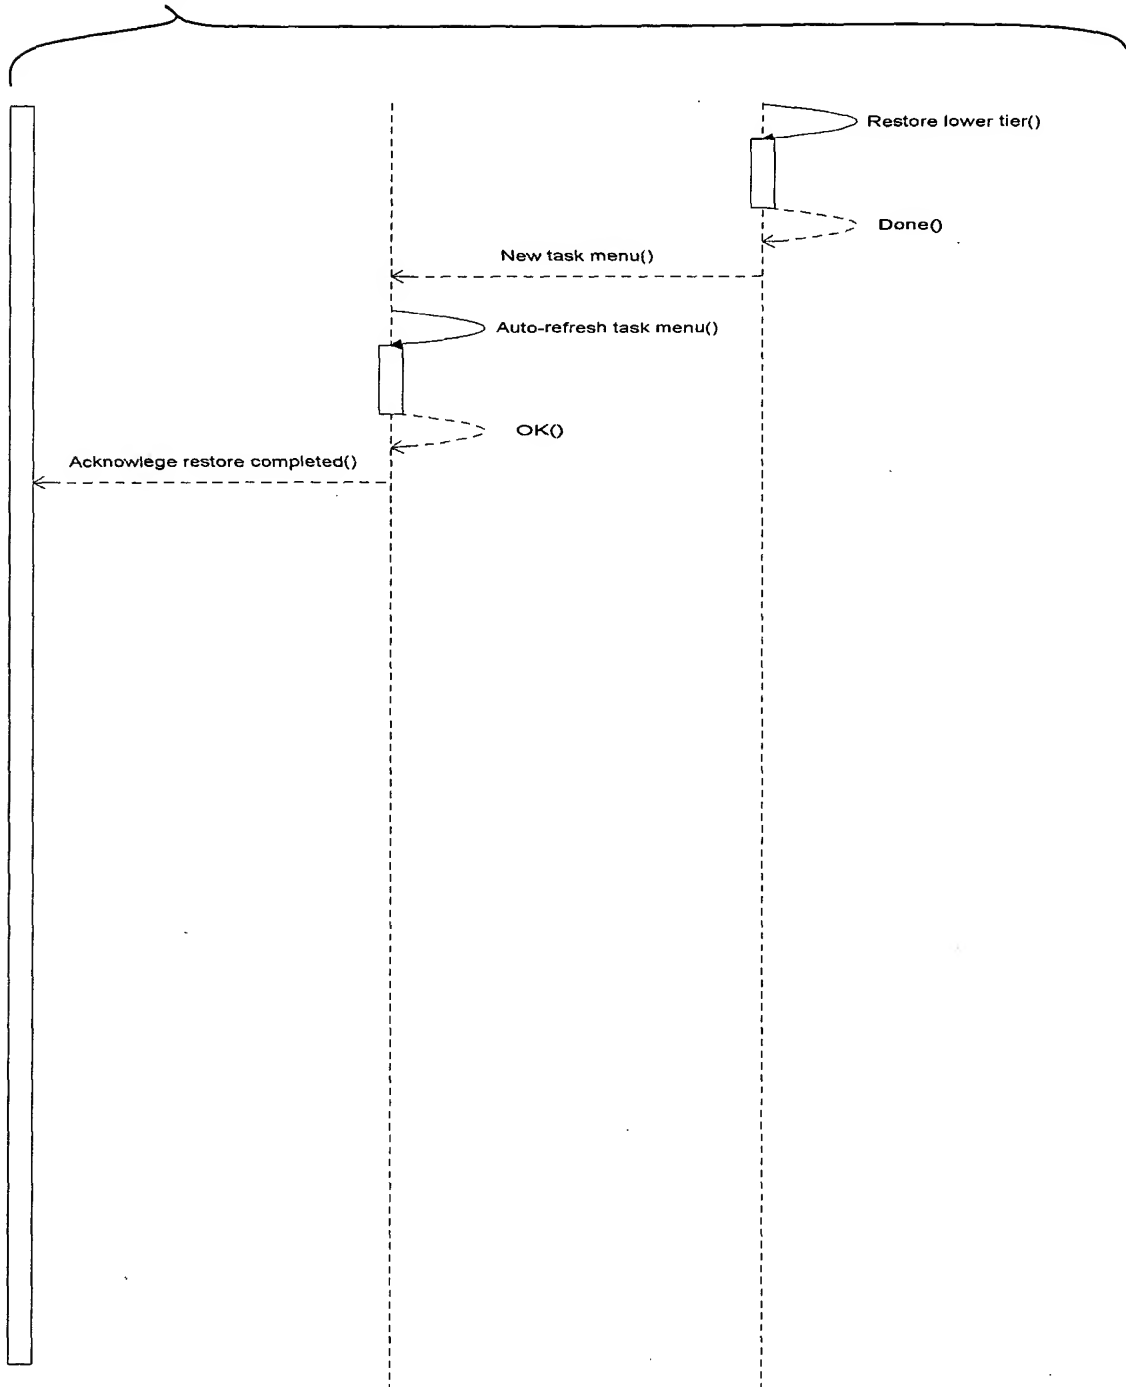 Restore lower tier()
Done()
New task menu()
Auto-refresh task menu()
OK()
Acknowlege restore completed()